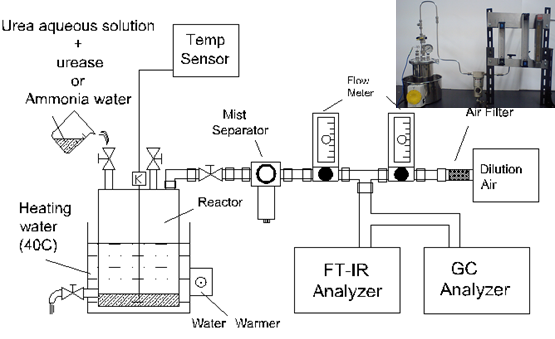 Urea aqueous solution
+
urease
or
Ammonia water
Temp
Sensor
Flow
Meter
Mist
Separator
Air Filter
K
Dilution
Air
Reactor
Heating
water
(40C)
FT-IR
Analyzer
GC
Analyzer
Water Warmer